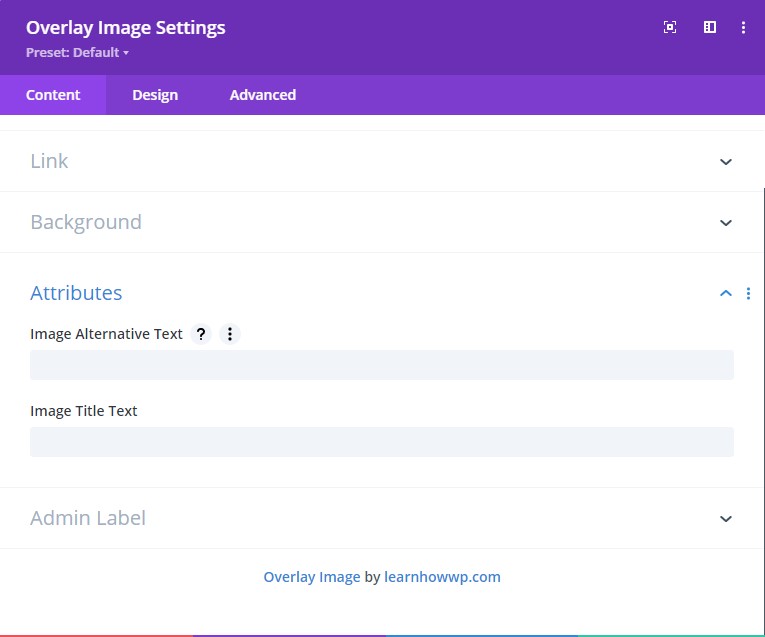 Overlay Image Settings
Preset: Default
Content Design Advanced
Link
Background
Attributes
Image Alternative Text ?
Image Title Text
Admin Label
Overlay Image by learnhowwp.com